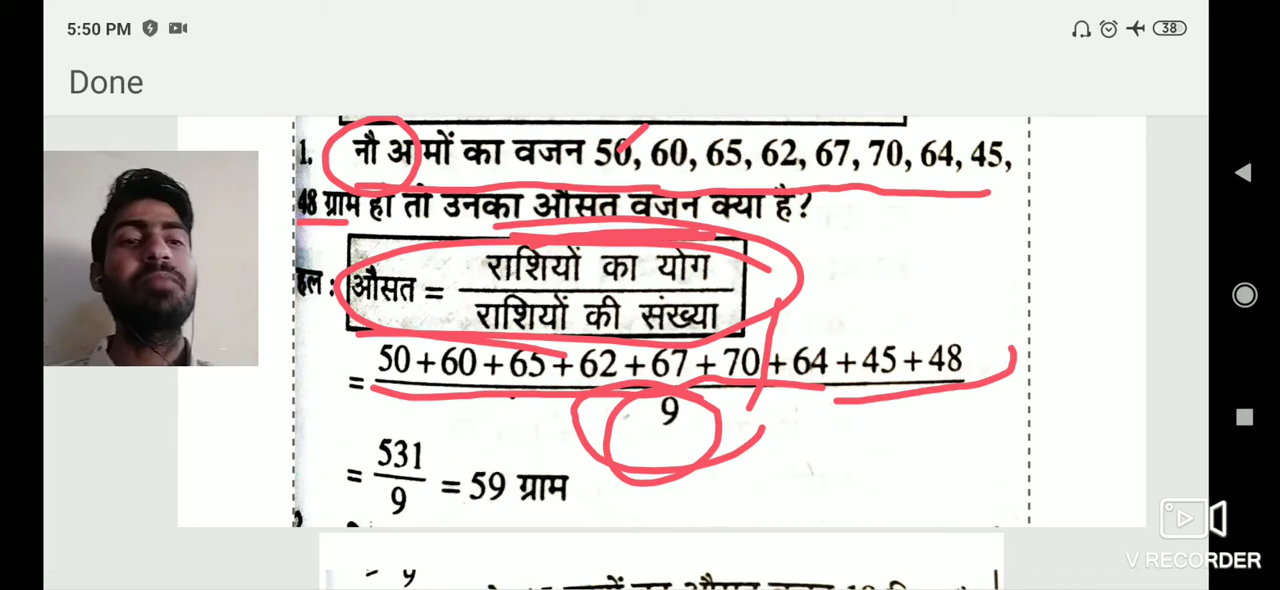 5:50 PM
38
Done
1. नौ आमों का वजन 50, 60, 65, 62, 67, 70, 64, 45,
48 ग्राम हो तो उनका औसत वजन क्या है?
हल : औसत = राशियों का योग
राशियों की संख्या
= 50+60+65+62+67+70+64+45+48
9
= 531
9
= 59 ग्राम
V RECORDER